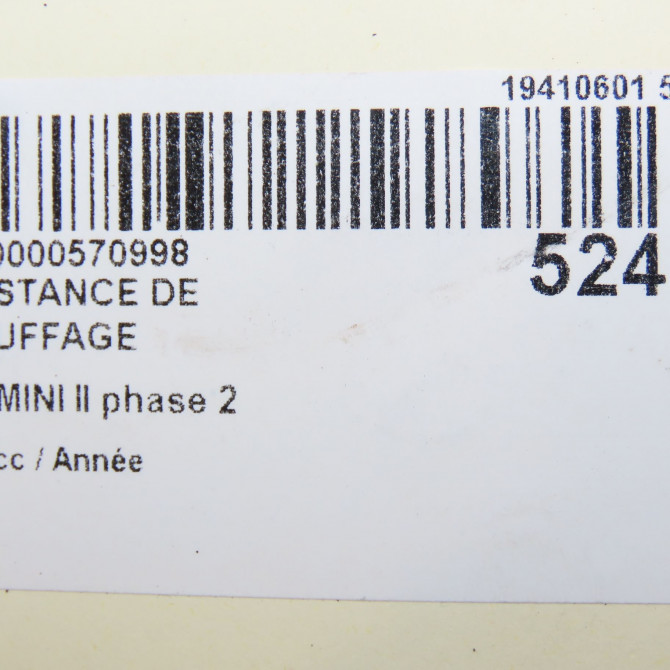 19410601 5
0000570998
524
STANCE DE
UFFAGE
MINI II phase 2
cc / Année